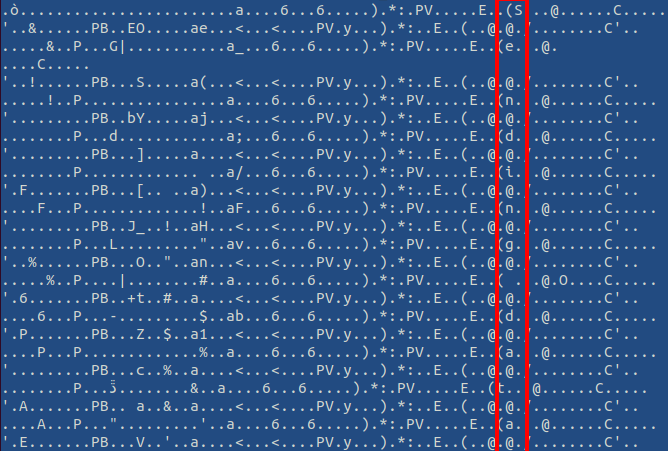 .ò......................a....6...6.....).*:.PV.....E..(S...@......C.....
'..&......PB...EO.....ae...<...<....PV.y...).*:..E..(..@.@./.......C'..
.....&..P....G|...........a_...6...6.....).*:.PV.....E..(e...@.
....C.....
'..!......PB....S.....a(...<...<....PV.y...).*:..E..(..@.@./.......C'..
.....!..P.................a....6...6.....).*:.PV.....E..(n...@......C.....
'.........PB...bY.....aj...<...<....PV.y...).*:..E..(..@.@./.......C'..
........P....d............a;...6...6.....).*:.PV.....E..(d...@......C.....
'.........PB....].....a....<...<....PV.y...).*:..E..(..@.@./.......C'..
........P............. ...a/...6...6.....).*:.PV.....E..(i...@......C.....
'.F.......PB....[.. ..a)...<...<....PV.y...).*:..E..(..@.@./.......C'..
....F...P..............!..aF...6...6.....).*:.PV.....E..(n...@......C.....
'.........PB...J_..!..aH...<...<....PV.y...).*:..E..(..@.@./.......C'..
........P....L........."..av...6...6.....).*:.PV.....E..(g...@......C.....
'..%......PB....O.."..an...<...<....PV.y...).*:..E..(..@.@./.......C'..
.....%..P....|.........#..a....6...6.....).*:.PV.....E..( ...@.O....C.....
'.6.......PB...+t..#..a....<...<....PV.y...).*:..E..(..@.@./.......C'..
....6...P....-.........$..ab...6...6.....).*:.PV.....E..(d...@......C.....
'.P.......PB....Z..$..a1...<...<....PV.y...).*:..E..(..@.@./.......C'..
....P...P..............%..a....6...6.....).*:.PV.....E..(a...@......C.....
'.........PB....c..%..a....<...<....PV.y...).*:..E..(..@.@./.......C'..
........P..........&..a....6...6.....).*:.PV.....E..(t...@......C.....
'.A.......PB... a..&..a....<...<....PV.y...).*:..E..(..@.@./.......C'..
....A...P....".........'..a....6...6.....).*:.PV.....E..(a...@......C.....
'.E.......PB....V..'..a....<...<....PV.y...).*:..E..(..@.@./.......C'..